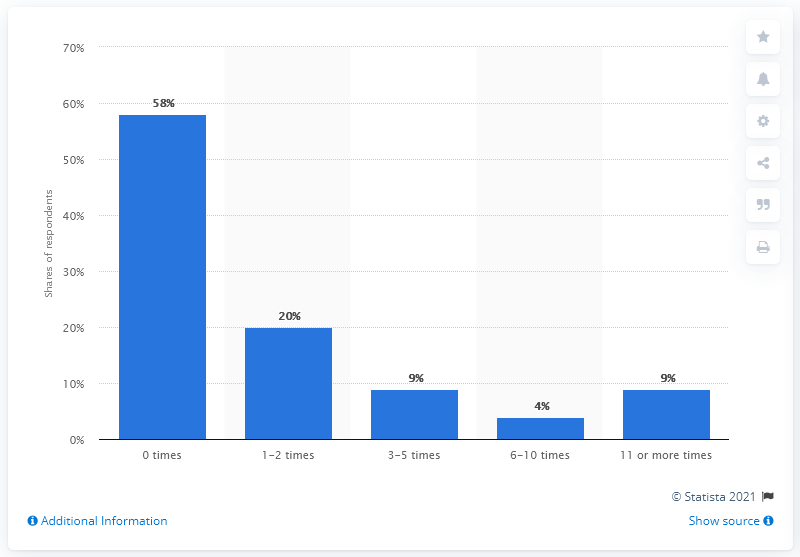 70%
60%
50%
40%
30%
20%
10%
0%
Shares of respondents
58%
20%
9%
4%
9%
0 times
1–2 times
3–5 times
6–10 times
11 or more times
© Statista 2021
Additional Information
Show source